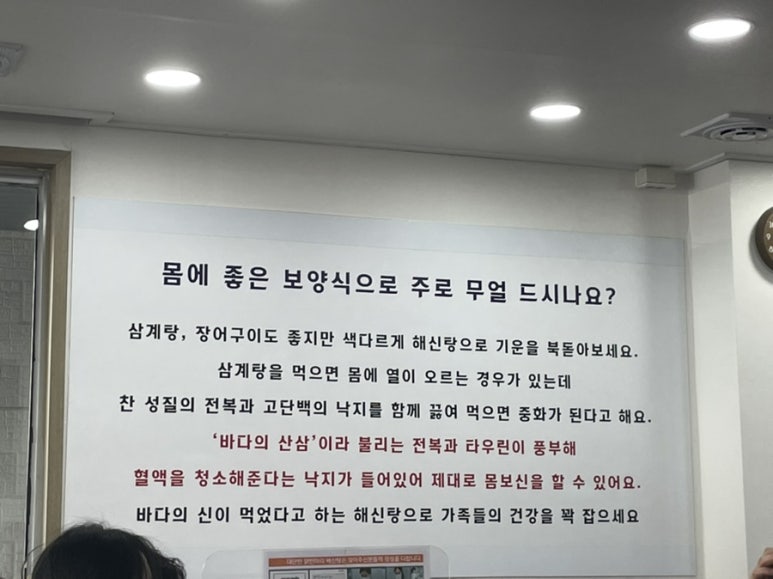 몸에 좋은 보양식으로 주로 무얼 드시나요?
삼계탕, 장어구이도 좋지만 색다르게 해신탕으로 기운을 북돋아보세요.
삼계탕을 먹으면 몸에 열이 오르는 경우가 있는데
찬 성질의 전복과 고단백의 낙지를 함께 끓여 먹으면 중화가 된다고 해요.
‘바다의 산삼’이라 불리는 전복과 타우린이 풍부해
혈액을 청소해준다는 낙지가 들어있어 제대로 몸보신을 할 수 있어요.
바다의 신이 먹었다고 하는 해신탕으로 가족들의 건강을 꽉 잡으세요